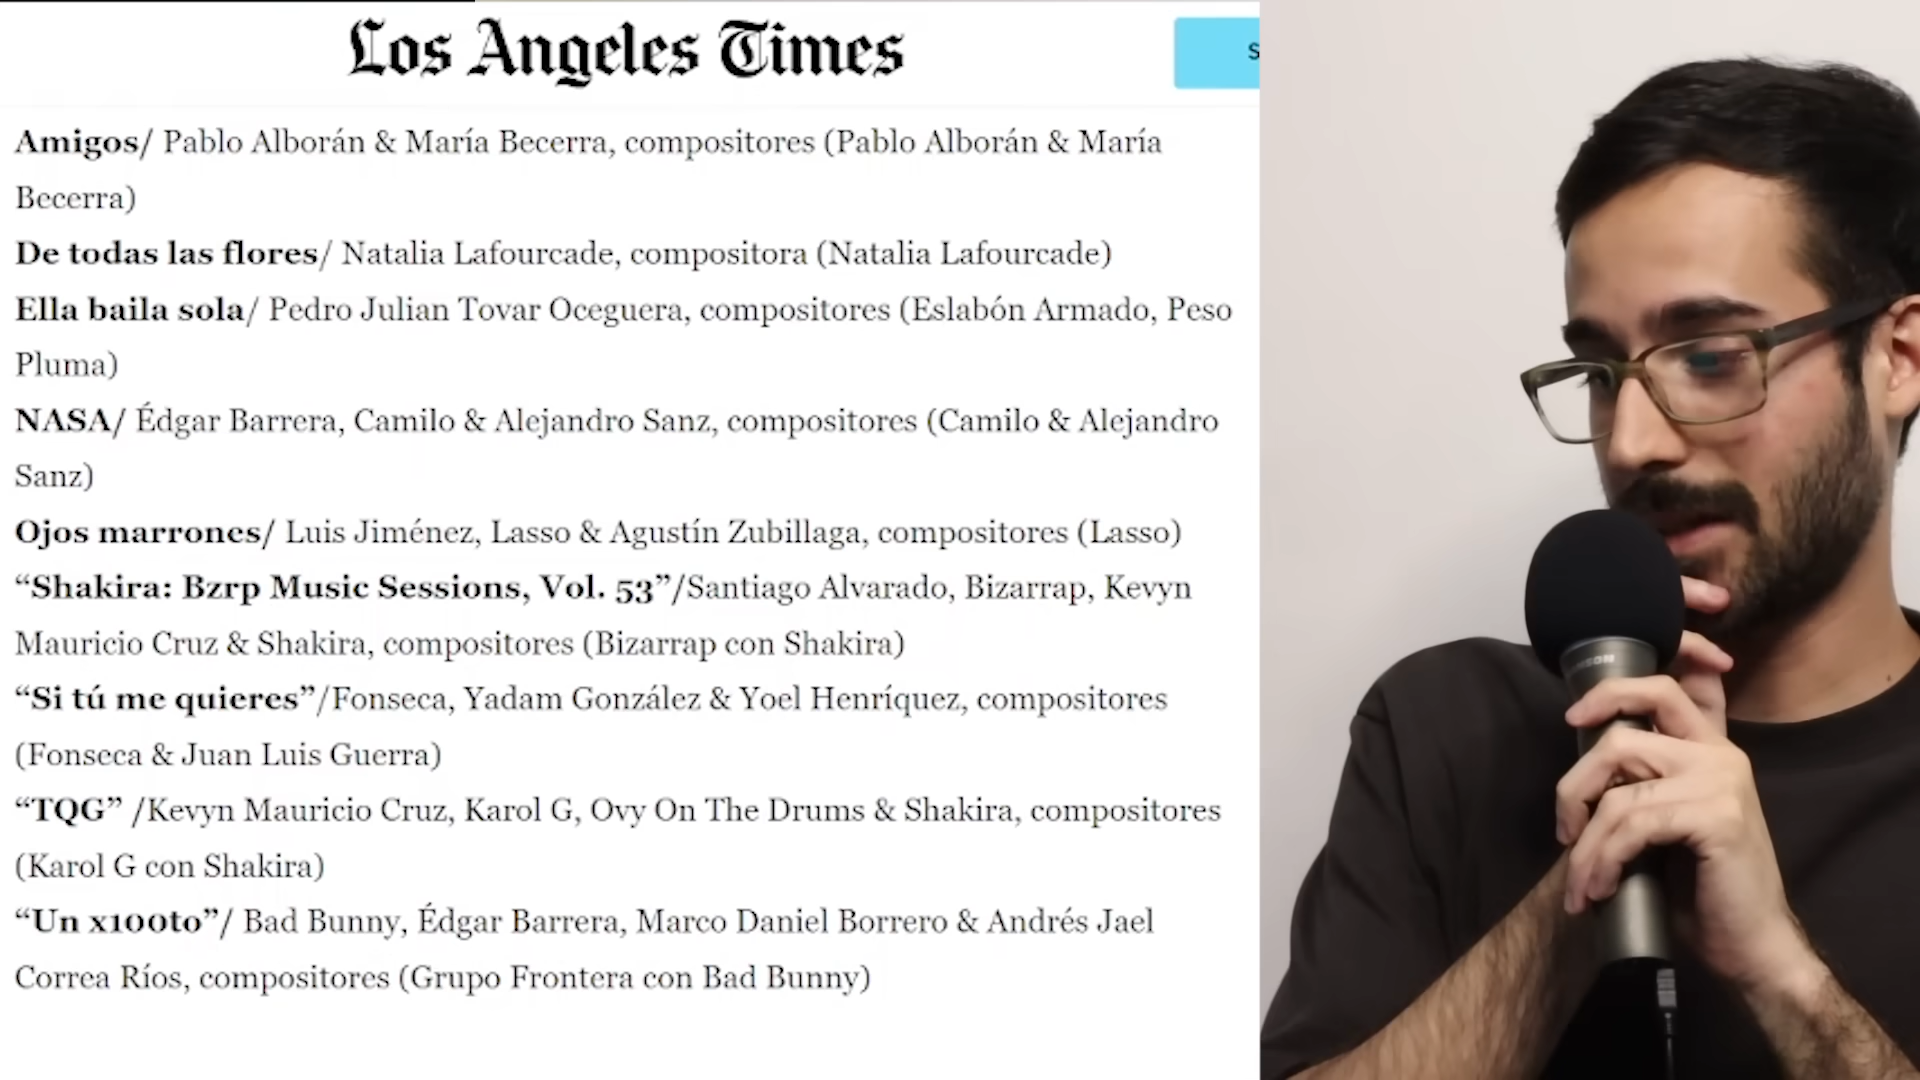 Los Angeles Times
S
Amigos/ Pablo Alborán & María Becerra, compositores (Pablo Alborán & María
Becerra)
De todas las flores/ Natalia Lafourcade, compositora (Natalia Lafourcade)
Ella baila sola/ Pedro Julian Tovar Oceguera, compositores (Eslabón Armado, Peso
Pluma)
NASA/ Édgar Barrera, Camilo & Alejandro Sanz, compositores (Camilo & Alejandro
Sanz)
Ojos marrones/ Luis Jiménez, Lasso & Agustín Zubillaga, compositores (Lasso)
“Shakira: Bzrp Music Sessions, Vol. 53”/Santiago Alvarado, Bizarrap, Kevyn
Mauricio Cruz & Shakira, compositores (Bizarrap con Shakira)
“Si tú me quieres”/Fonseca, Yadam González & Yoel Henríquez, compositores
(Fonseca & Juan Luis Guerra)
“TQG” /Kevyn Mauricio Cruz, Karol G, Ovy On The Drums & Shakira, compositores
(Karol G con Shakira)
“Un x100to”/ Bad Bunny, Édgar Barrera, Marco Daniel Borrero & Andrés Jael
Correa Ríos, compositores (Grupo Frontera con Bad Bunny)